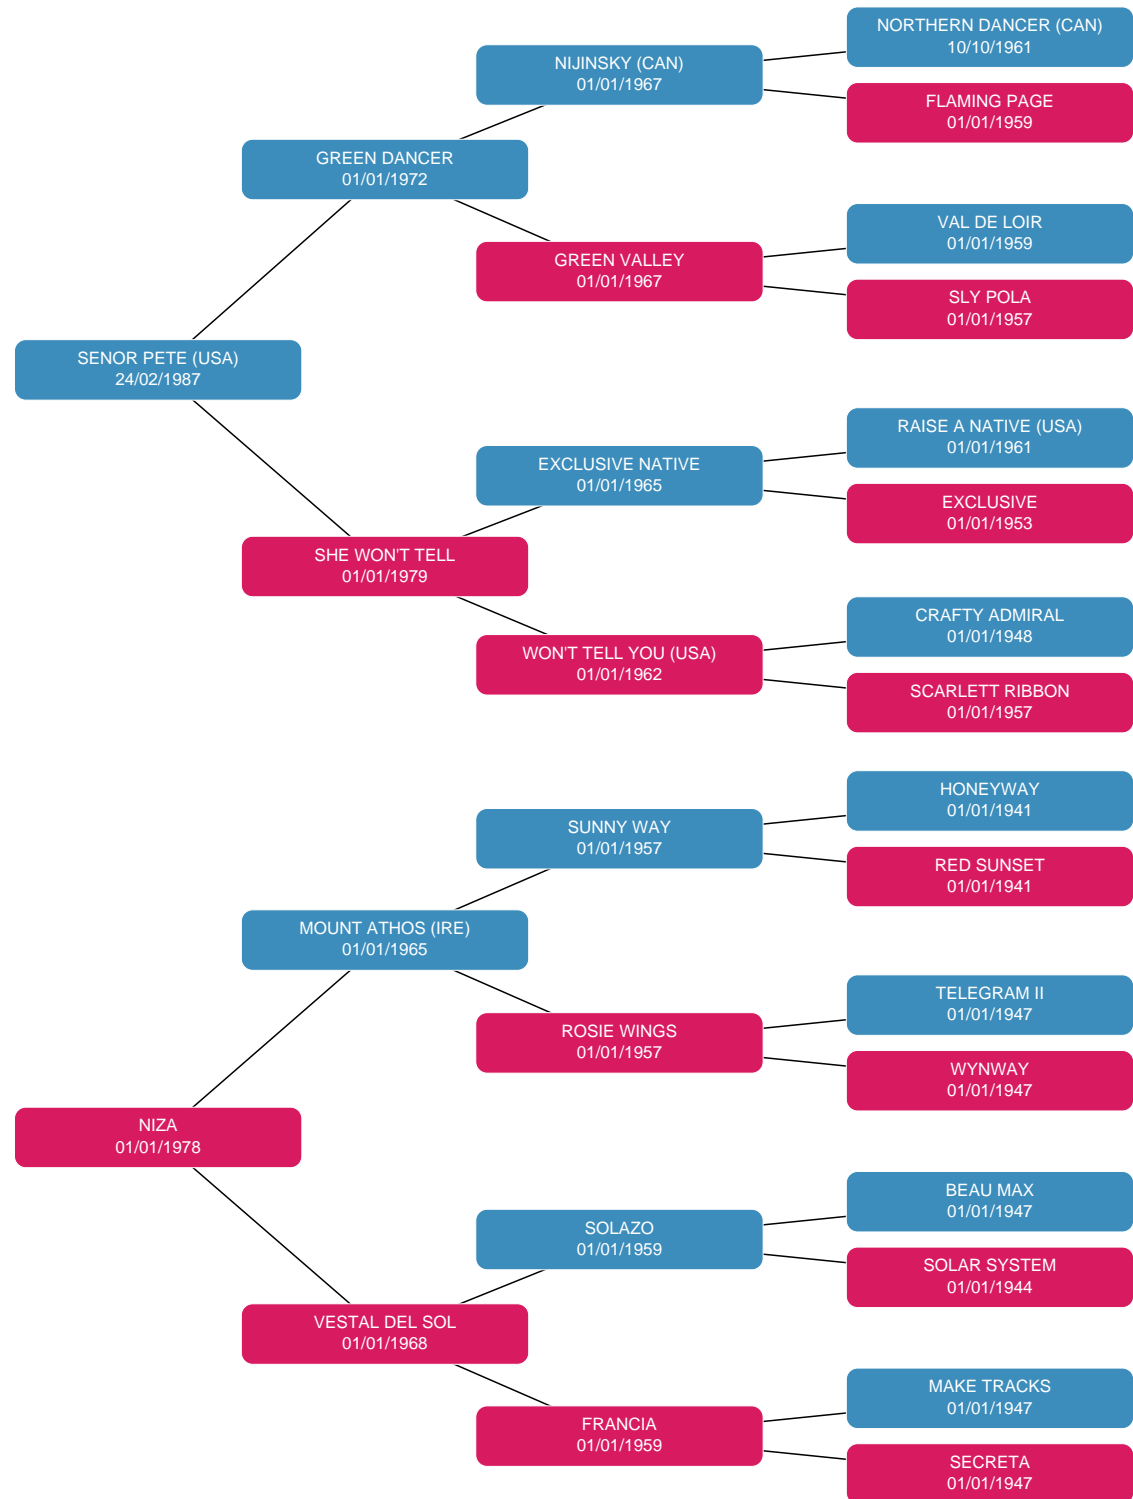 NORTHERN DANCER (CAN)
10/10/1961
NIJINSKY (CAN)
01/01/1967
FLAMING PAGE
01/01/1959
GREEN DANCER
01/01/1972
VAL DE LOIR
01/01/1959
GREEN VALLEY
01/01/1967
SLY POLA
01/01/1957
SENOR PETE (USA)
24/02/1987
RAISE A NATIVE (USA)
01/01/1961
EXCLUSIVE NATIVE
01/01/1965
EXCLUSIVE
01/01/1953
SHE WON'T TELL
01/01/1979
CRAFTY ADMIRAL
01/01/1948
WON'T TELL YOU (USA)
01/01/1962
SCARLETT RIBBON
01/01/1957
HONEYWAY
01/01/1941
SUNNY WAY
01/01/1957
RED SUNSET
01/01/1941
MOUNT ATHOS (IRE)
01/01/1965
TELEGRAM II
01/01/1947
ROSIE WINGS
01/01/1957
WYNWAY
01/01/1947
NIZA
01/01/1978
BEAU MAX
01/01/1947
SOLAZO
01/01/1959
SOLAR SYSTEM
01/01/1944
VESTAL DEL SOL
01/01/1968
MAKE TRACKS
01/01/1947
FRANCIA
01/01/1959
SECRETA
01/01/1947